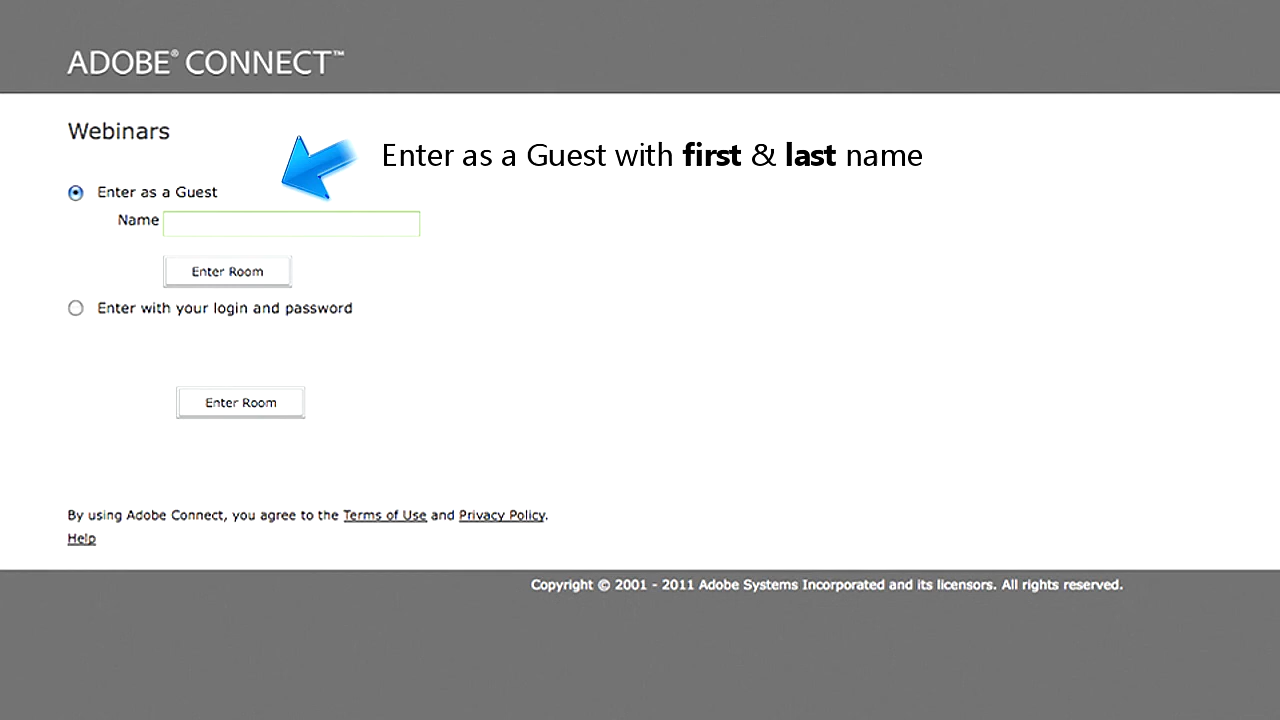 ADOBE® CONNECT™
Webinars
Enter as a Guest with first & last name
Enter as a Guest
Name
Enter Room
Enter with your login and password
Enter Room
By using Adobe Connect, you agree to the Terms of Use and Privacy Policy.
Help
Copyright © 2001 - 2011 Adobe Systems Incorporated and its licensors. All rights reserved.